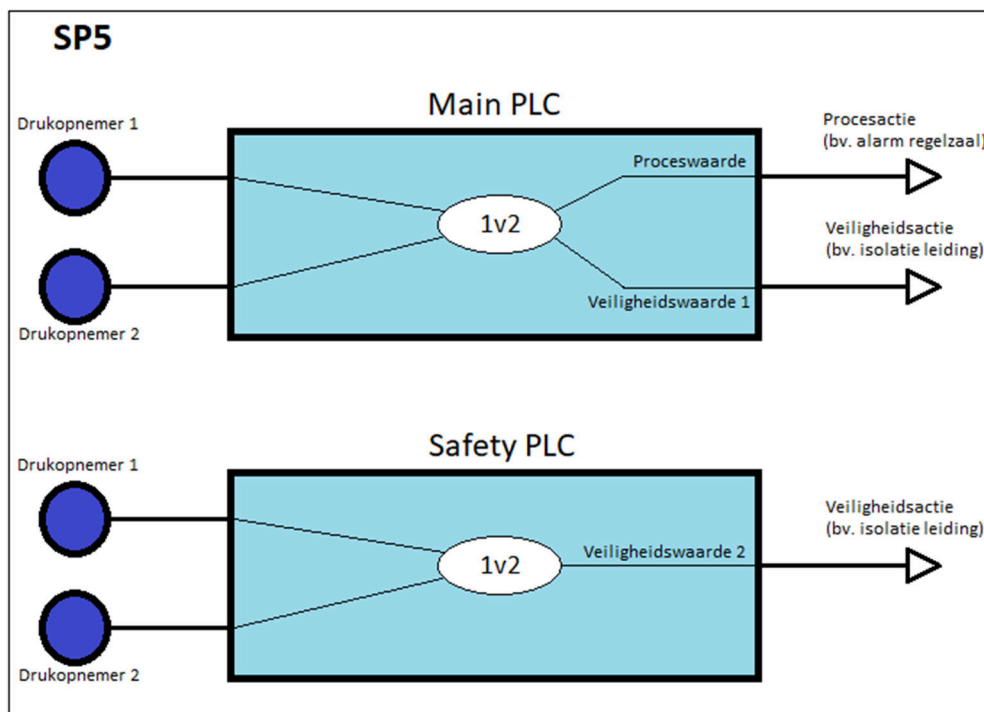 SP5
Main PLC
Drukopnemer 1
Procesactie
(bv. alarm regelzaal)
Proceswaarde
1v2
Veiligheidsactie
(bv. isolatie leiding)
Veiligheidswaarde 1
Drukopnemer 2
Safety PLC
Drukopnemer 1
Veiligheidsactie
(bv. isolatie leiding)
Veiligheidswaarde 2
1v2
Drukopnemer 2